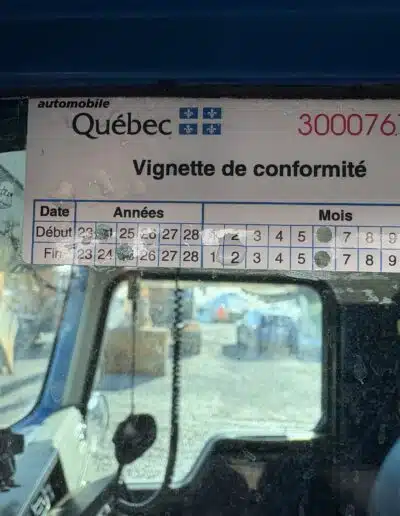 automobile
Québec 300076
Vignette de conformité
Date Années Mois
Début 23 25 26 27 28 1 2 3 4 5 7 8 9
Fin 23 24 26 27 28 1 2 3 4 5 7 8 9